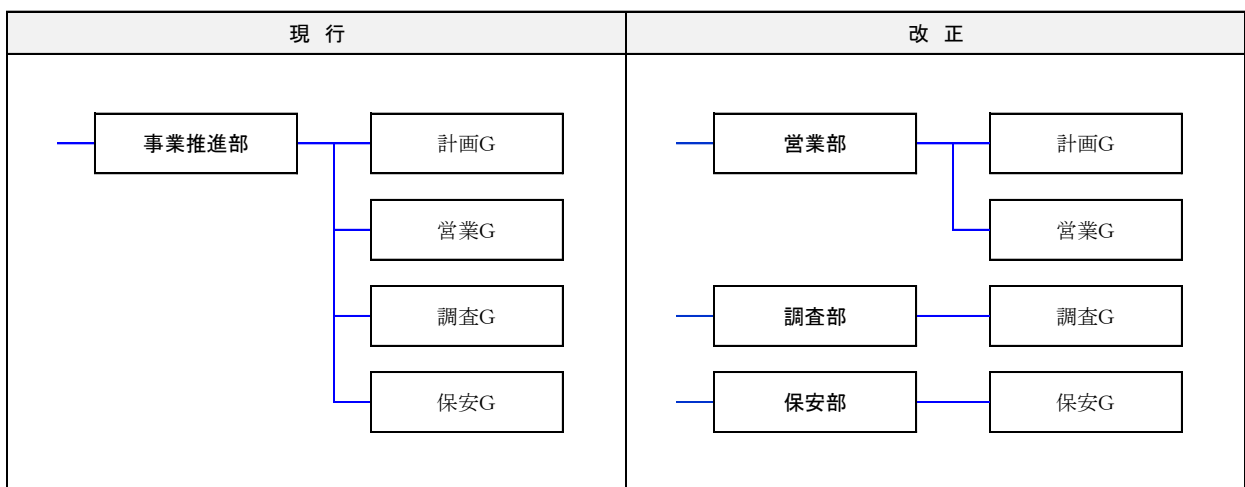 現 行
改 正
事業推進部
計画G
営業G
調査G
保安G
営業部
計画G
営業G
調査部
調査G
保安部
保安G